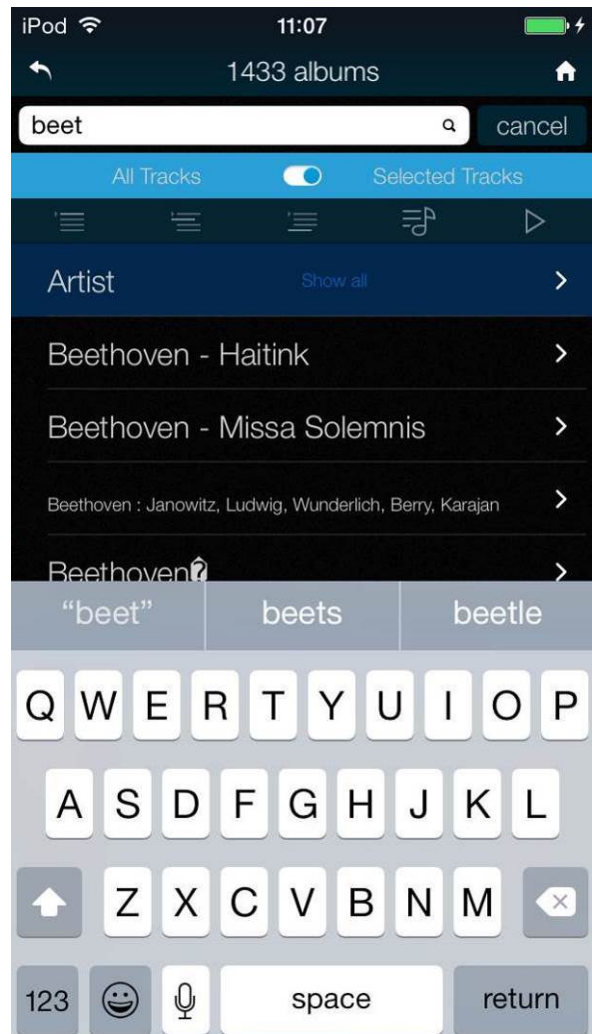 iPod 11:07
1433 albums
beet cancel
All Tracks Selected Tracks
Artist Show all
Beethoven - Haitink
Beethoven - Missa Solemnis
Beethoven : Janowitz, Ludwig, Wunderlich, Berry, Karajan
Beethoven
“beet” beets beetle
Q W E R T Y U I O P
A S D F G H J K L
Z X C V B N M
123 space return